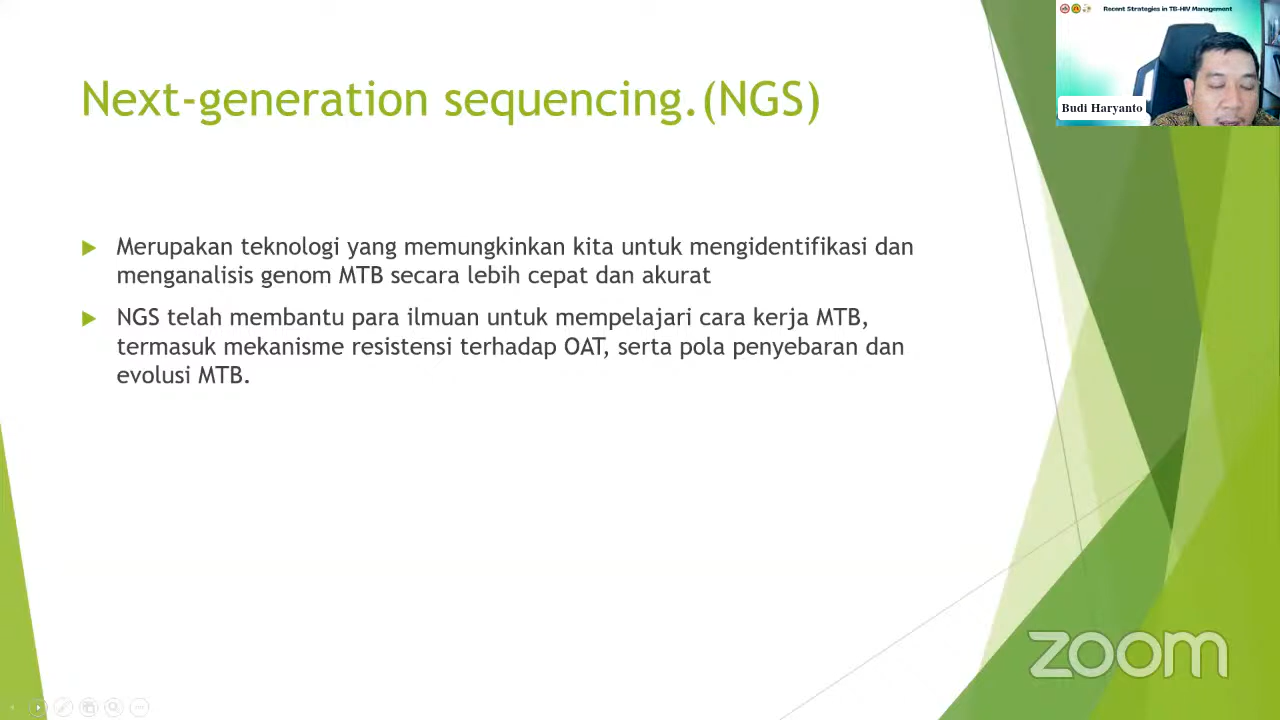 Recent Strategies in TB-HIV Management
Next-generation sequencing.(NGS)
Budi Haryanto
Merupakan teknologi yang memungkinkan kita untuk mengidentifikasi dan
menganalisis genom MTB secara lebih cepat dan akurat
NGS telah membantu para ilmuan untuk mempelajari cara kerja MTB,
termasuk mekanisme resistensi terhadap OAT, serta pola penyebaran dan
evolusi MTB.
zoom